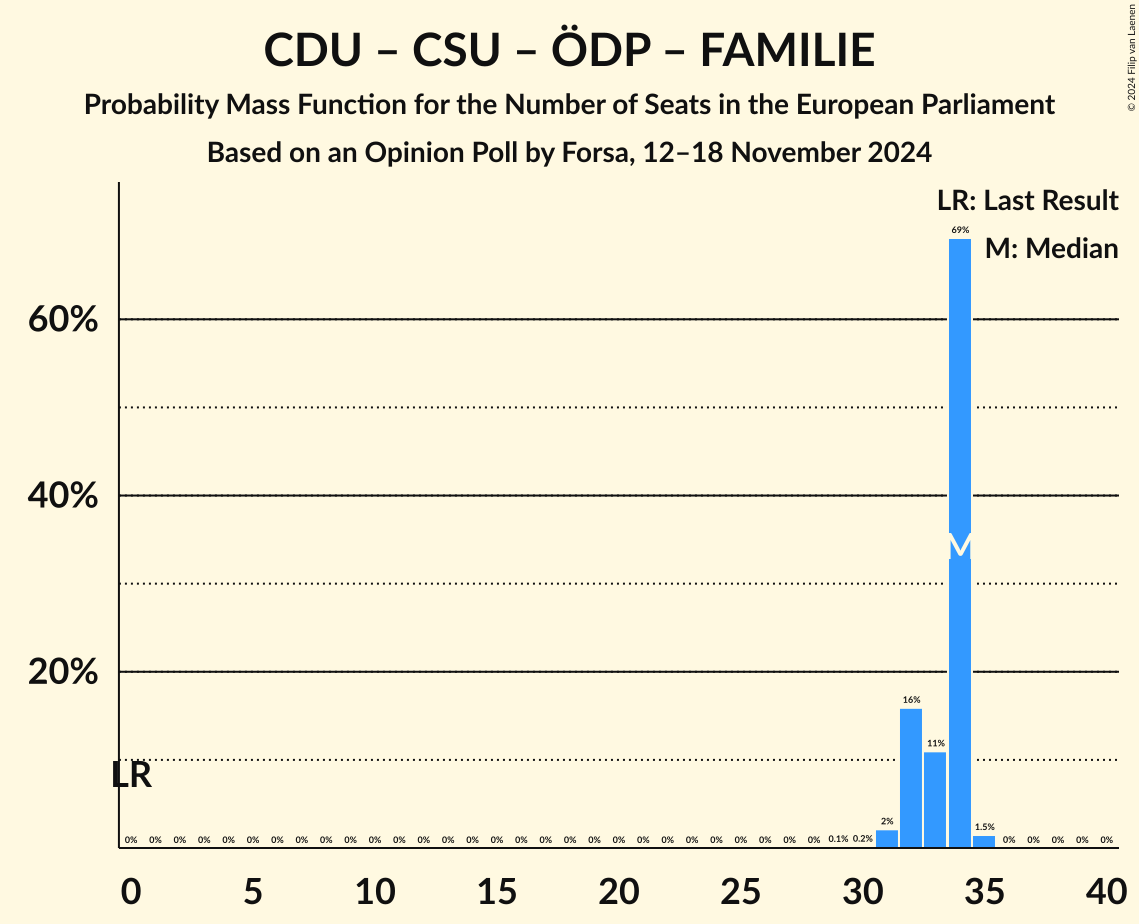 CDU – CSU – ÖDP – FAMILIE
Probability Mass Function for the Number of Seats in the European Parliament
Based on an Opinion Poll by Forsa, 12–18 November 2024
© 2024 Filip van Laenen
LR: Last Result
M: Median
69%
60%
40%
M
20%
16%
11%
LR
2%
1.5%
0% 0% 0% 0% 0% 0% 0% 0% 0% 0% 0% 0% 0% 0% 0% 0% 0% 0% 0% 0% 0% 0% 0% 0% 0% 0% 0% 0% 0% 0.1% 0.2% 0% 0% 0% 0% 0%
0 5 10 15 20 25 30 35 40